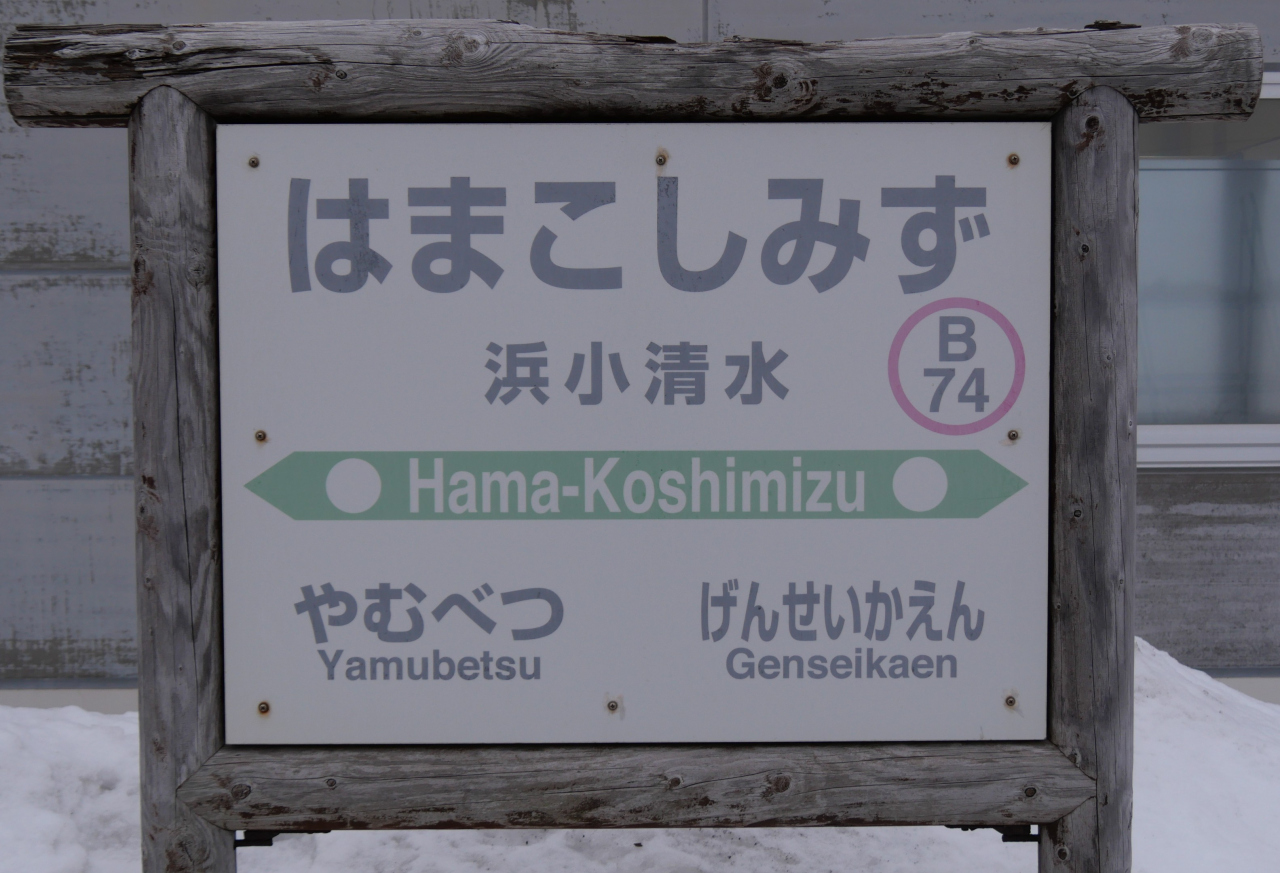 はまこしみず
浜小清水
B
74
Hama-Koshimizu
やむべつ
Yamubetsu
げんせいかえん
Genseikaen